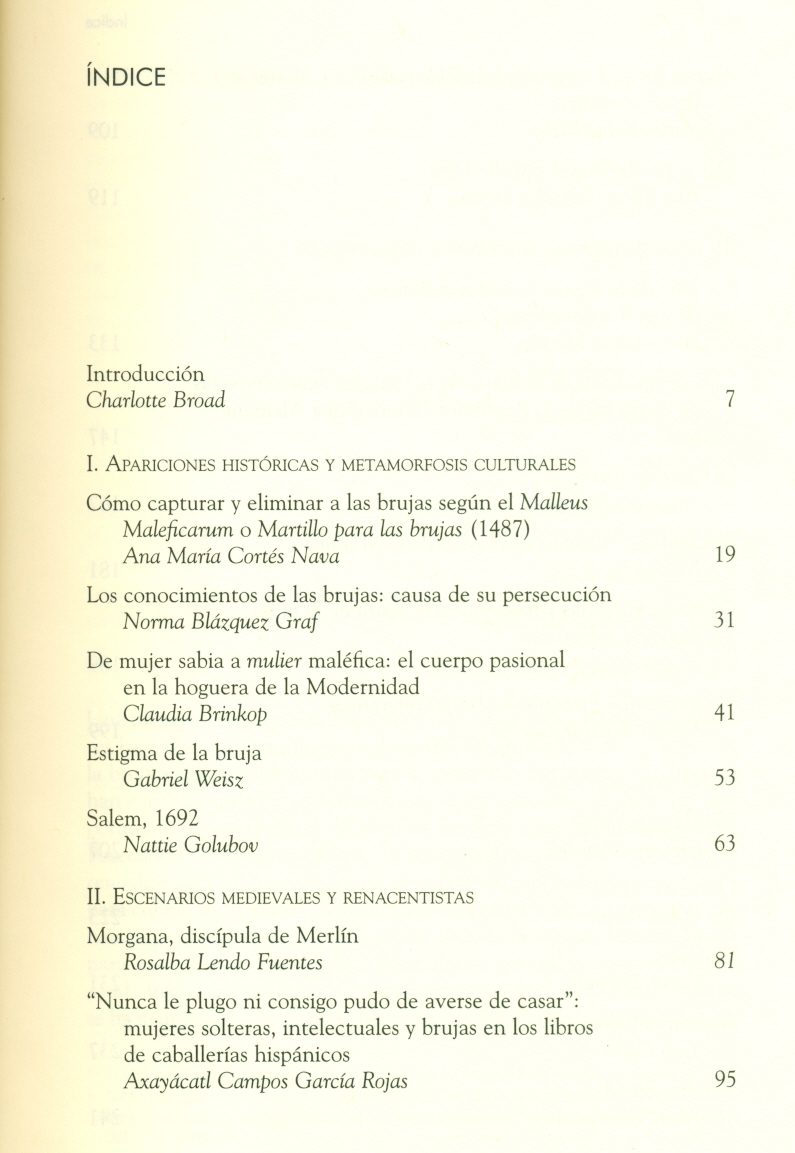 ÍNDICE
Introducción
Charlotte Broad 7
I. APARICIONES HISTÓRICAS Y METAMORFOSIS CULTURALES
Cómo capturar y eliminar a las brujas según el Malleus
Maleficarum o Martillo para las brujas (1487)
Ana María Cortés Nava 19
Los conocimientos de las brujas: causa de su persecución
Norma Blázquez Graf 31
De mujer sabia a mulier maléfica: el cuerpo pasional
en la hoguera de la Modernidad
Claudia Brinkop 41
Estigma de la bruja
Gabriel Weisz 53
Salem, 1692
Nattie Golubov 63
II. ESCENARIOS MEDIEVALES Y RENACENTISTAS
Morgana, discípula de Merlín
Rosalba Lendo Fuentes 81
“Nunca le plugo ni consigo pudo de averse de casar”:
mujeres solteras, intelectuales y brujas en los libros
de caballerías hispánicos
Axayácatl Campos García Rojas 95